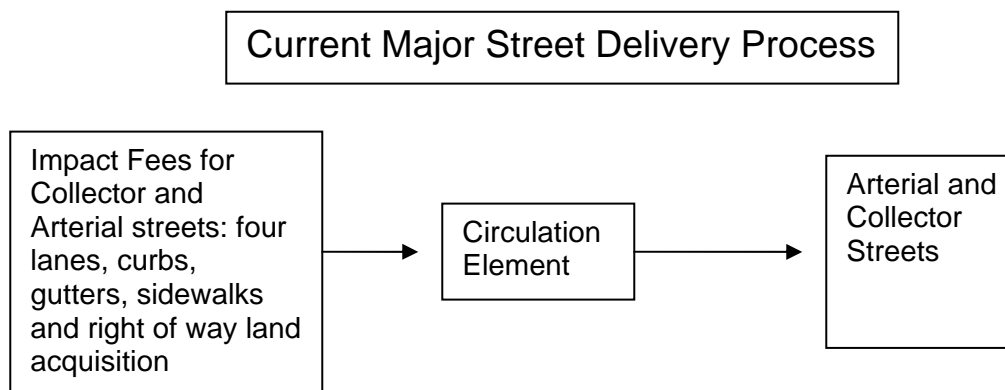 Current Major Street Delivery Process
Impact Fees for
Collector and
Arterial streets: four
lanes, curbs,
gutters, sidewalks
and right of way land
acquisition
Circulation
Element
Arterial and
Collector
Streets